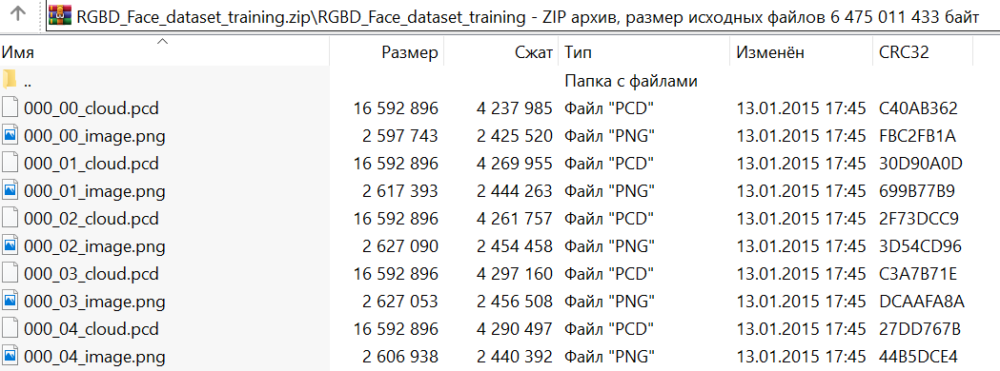 RGBD_Face_dataset_training.zip\RGBD_Face_dataset_training - ZIP архив, размер исходных файлов 6 475 011 433 байт
Имя Размер Сжат Тип Изменён CRC32
.. Папка с файлами
000_00_cloud.pcd 16 592 896 4 237 985 Файл "PCD" 13.01.2015 17:45 C40AB362
000_00_image.png 2 597 743 2 425 520 Файл "PNG" 13.01.2015 17:45 FBC2FB1A
000_01_cloud.pcd 16 592 896 4 269 955 Файл "PCD" 13.01.2015 17:45 30D90A0D
000_01_image.png 2 617 393 2 444 263 Файл "PNG" 13.01.2015 17:45 699B77B9
000_02_cloud.pcd 16 592 896 4 261 757 Файл "PCD" 13.01.2015 17:45 2F73DCC9
000_02_image.png 2 627 090 2 454 458 Файл "PNG" 13.01.2015 17:45 3D54CD96
000_03_cloud.pcd 16 592 896 4 297 160 Файл "PCD" 13.01.2015 17:45 C3A7B71E
000_03_image.png 2 627 053 2 456 508 Файл "PNG" 13.01.2015 17:45 DCAAFA8A
000_04_cloud.pcd 16 592 896 4 290 497 Файл "PCD" 13.01.2015 17:45 27DD767B
000_04_image.png 2 606 938 2 440 392 Файл "PNG" 13.01.2015 17:45 44B5DCE4